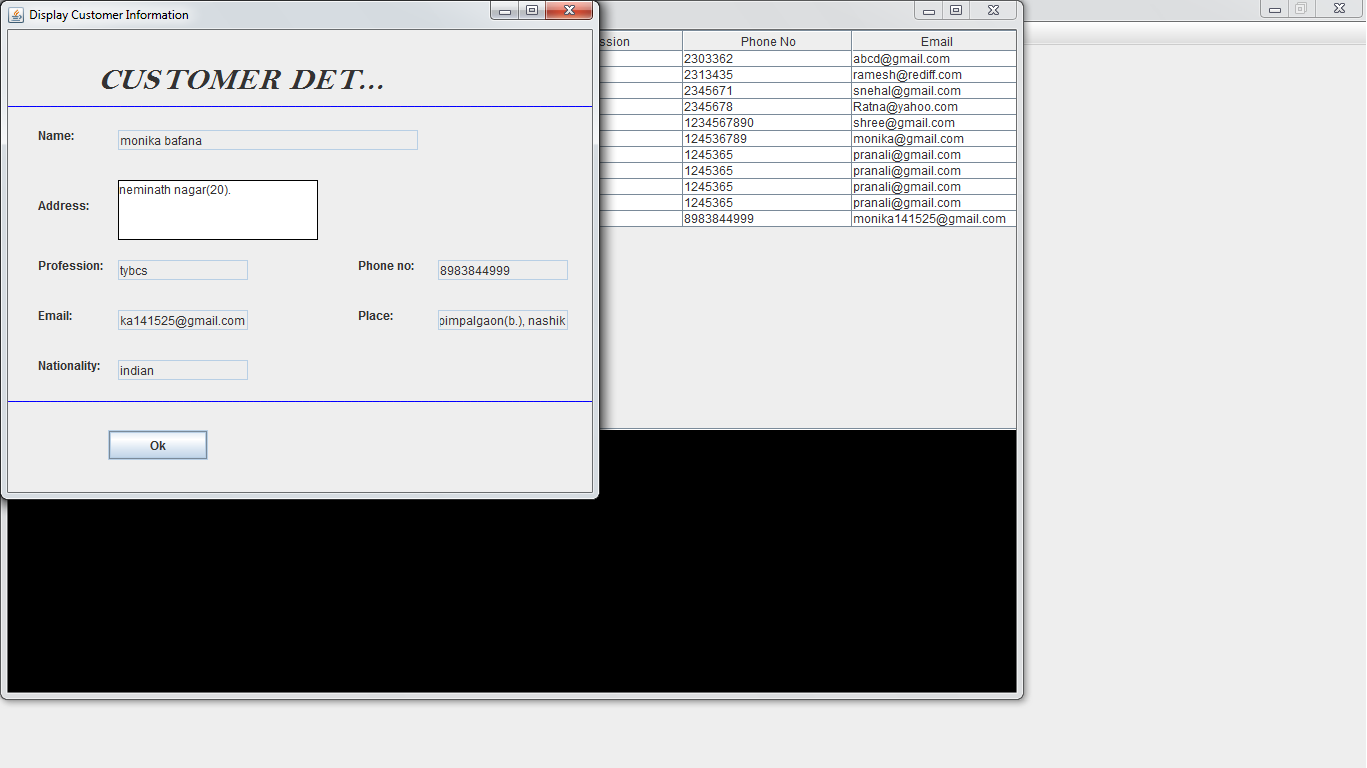 Display Customer Information
CUSTOMER DET...
Name:
monika bafana
Address:
neminath nagar(20).
Profession:
tybcs
Phone no:
8983844999
Email:
ka141525@gmail.com
Place:
pimpalgaon(b.), nashik
Nationality:
indian
Ok
ssion Phone No Email
2303362 abcd@gmail.com
2313435 ramesh@rediff.com
2345671 snehal@gmail.com
2345678 Ratna@yahoo.com
1234567890 shree@gmail.com
124536789 monika@gmail.com
1245365 pranali@gmail.com
1245365 pranali@gmail.com
1245365 pranali@gmail.com
1245365 pranali@gmail.com
8983844999 monika141525@gmail.com